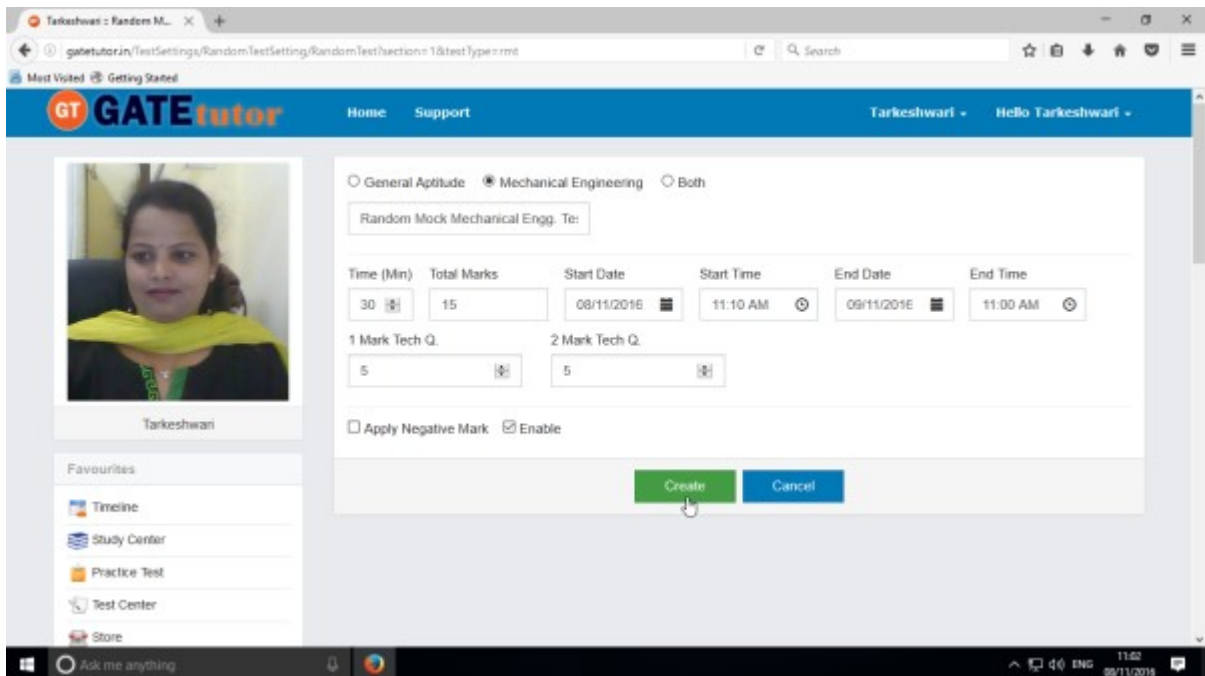 Tarkeshwari :: Random M...
gatetutor.in/TestSettings/RandomTestSetting/RandomTest?section=1&testType=rmt
Search
Most Visited Getting Started
GT GATEtutor Home Support Tarkeshwari Hello Tarkeshwari
General Aptitude Mechanical Engineering Both
Random Mock Mechanical Engg. Te
Time (Min) Total Marks Start Date Start Time End Date End Time
30 15 08/11/2016 11:10 AM 09/11/2016 11:00 AM
1 Mark Tech Q. 2 Mark Tech Q.
5 5
Tarkeshwari
Apply Negative Mark Enable
Favourites
Create Cancel
Timeline
Study Center
Practice Test
Test Center
Store
Ask me anything
ENG 11:02
08/11/2016